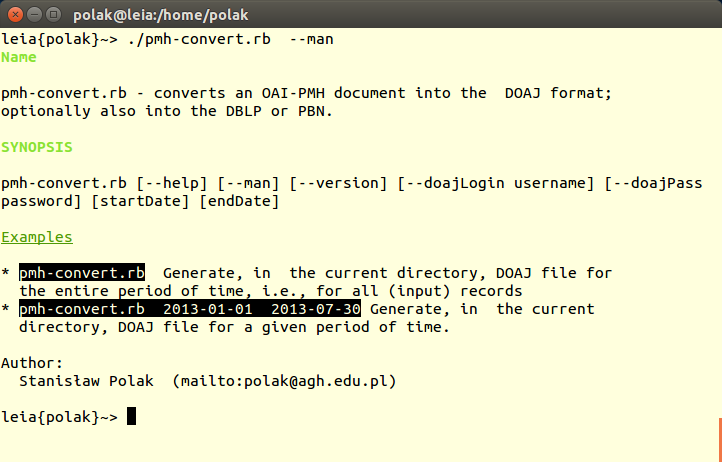 polak@leia:/home/polak
leia{polak}~> ./pmh-convert.rb  --man
Name
pmh-convert.rb - converts an OAI-PMH document into the  DOAJ format;
optionally also into the DBLP or PBN.
SYNOPSIS
pmh-convert.rb [--help] [--man] [--version] [--doajLogin username] [--doajPass
password] [startDate] [endDate]
Examples
* pmh-convert.rb  Generate, in  the current directory, DOAJ file for
  the entire period of time, i.e., for all (input) records
* pmh-convert.rb  2013-01-01  2013-07-30 Generate, in  the current
  directory, DOAJ file for a given period of time.
Author:
  Stanisław Polak  (mailto:polak@agh.edu.pl)
leia{polak}~>